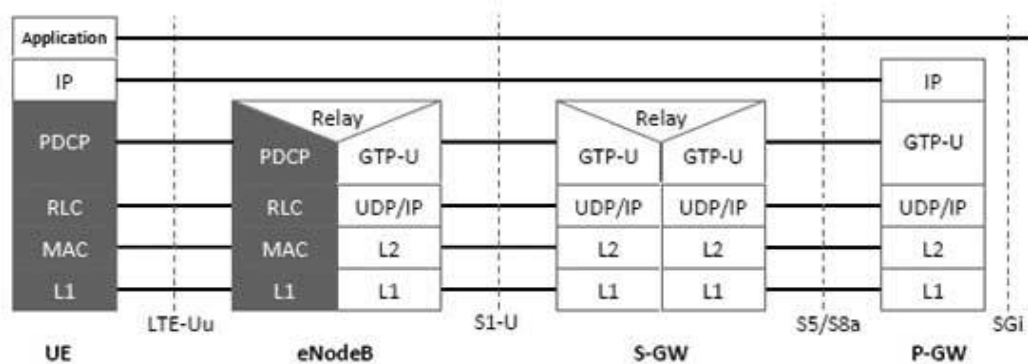 Application
IP IP
Relay Relay
PDCP PDCP GTP-U GTP-U GTP-U GTP-U
RLC RLC UDP/IP UDP/IP UDP/IP UDP/IP
MAC MAC L2 L2 L2 L2
L1 L1 L1 L1 L1 L1
LTE-Uu S1-U S5/S8a SGi
UE eNodeB S-GW P-GW